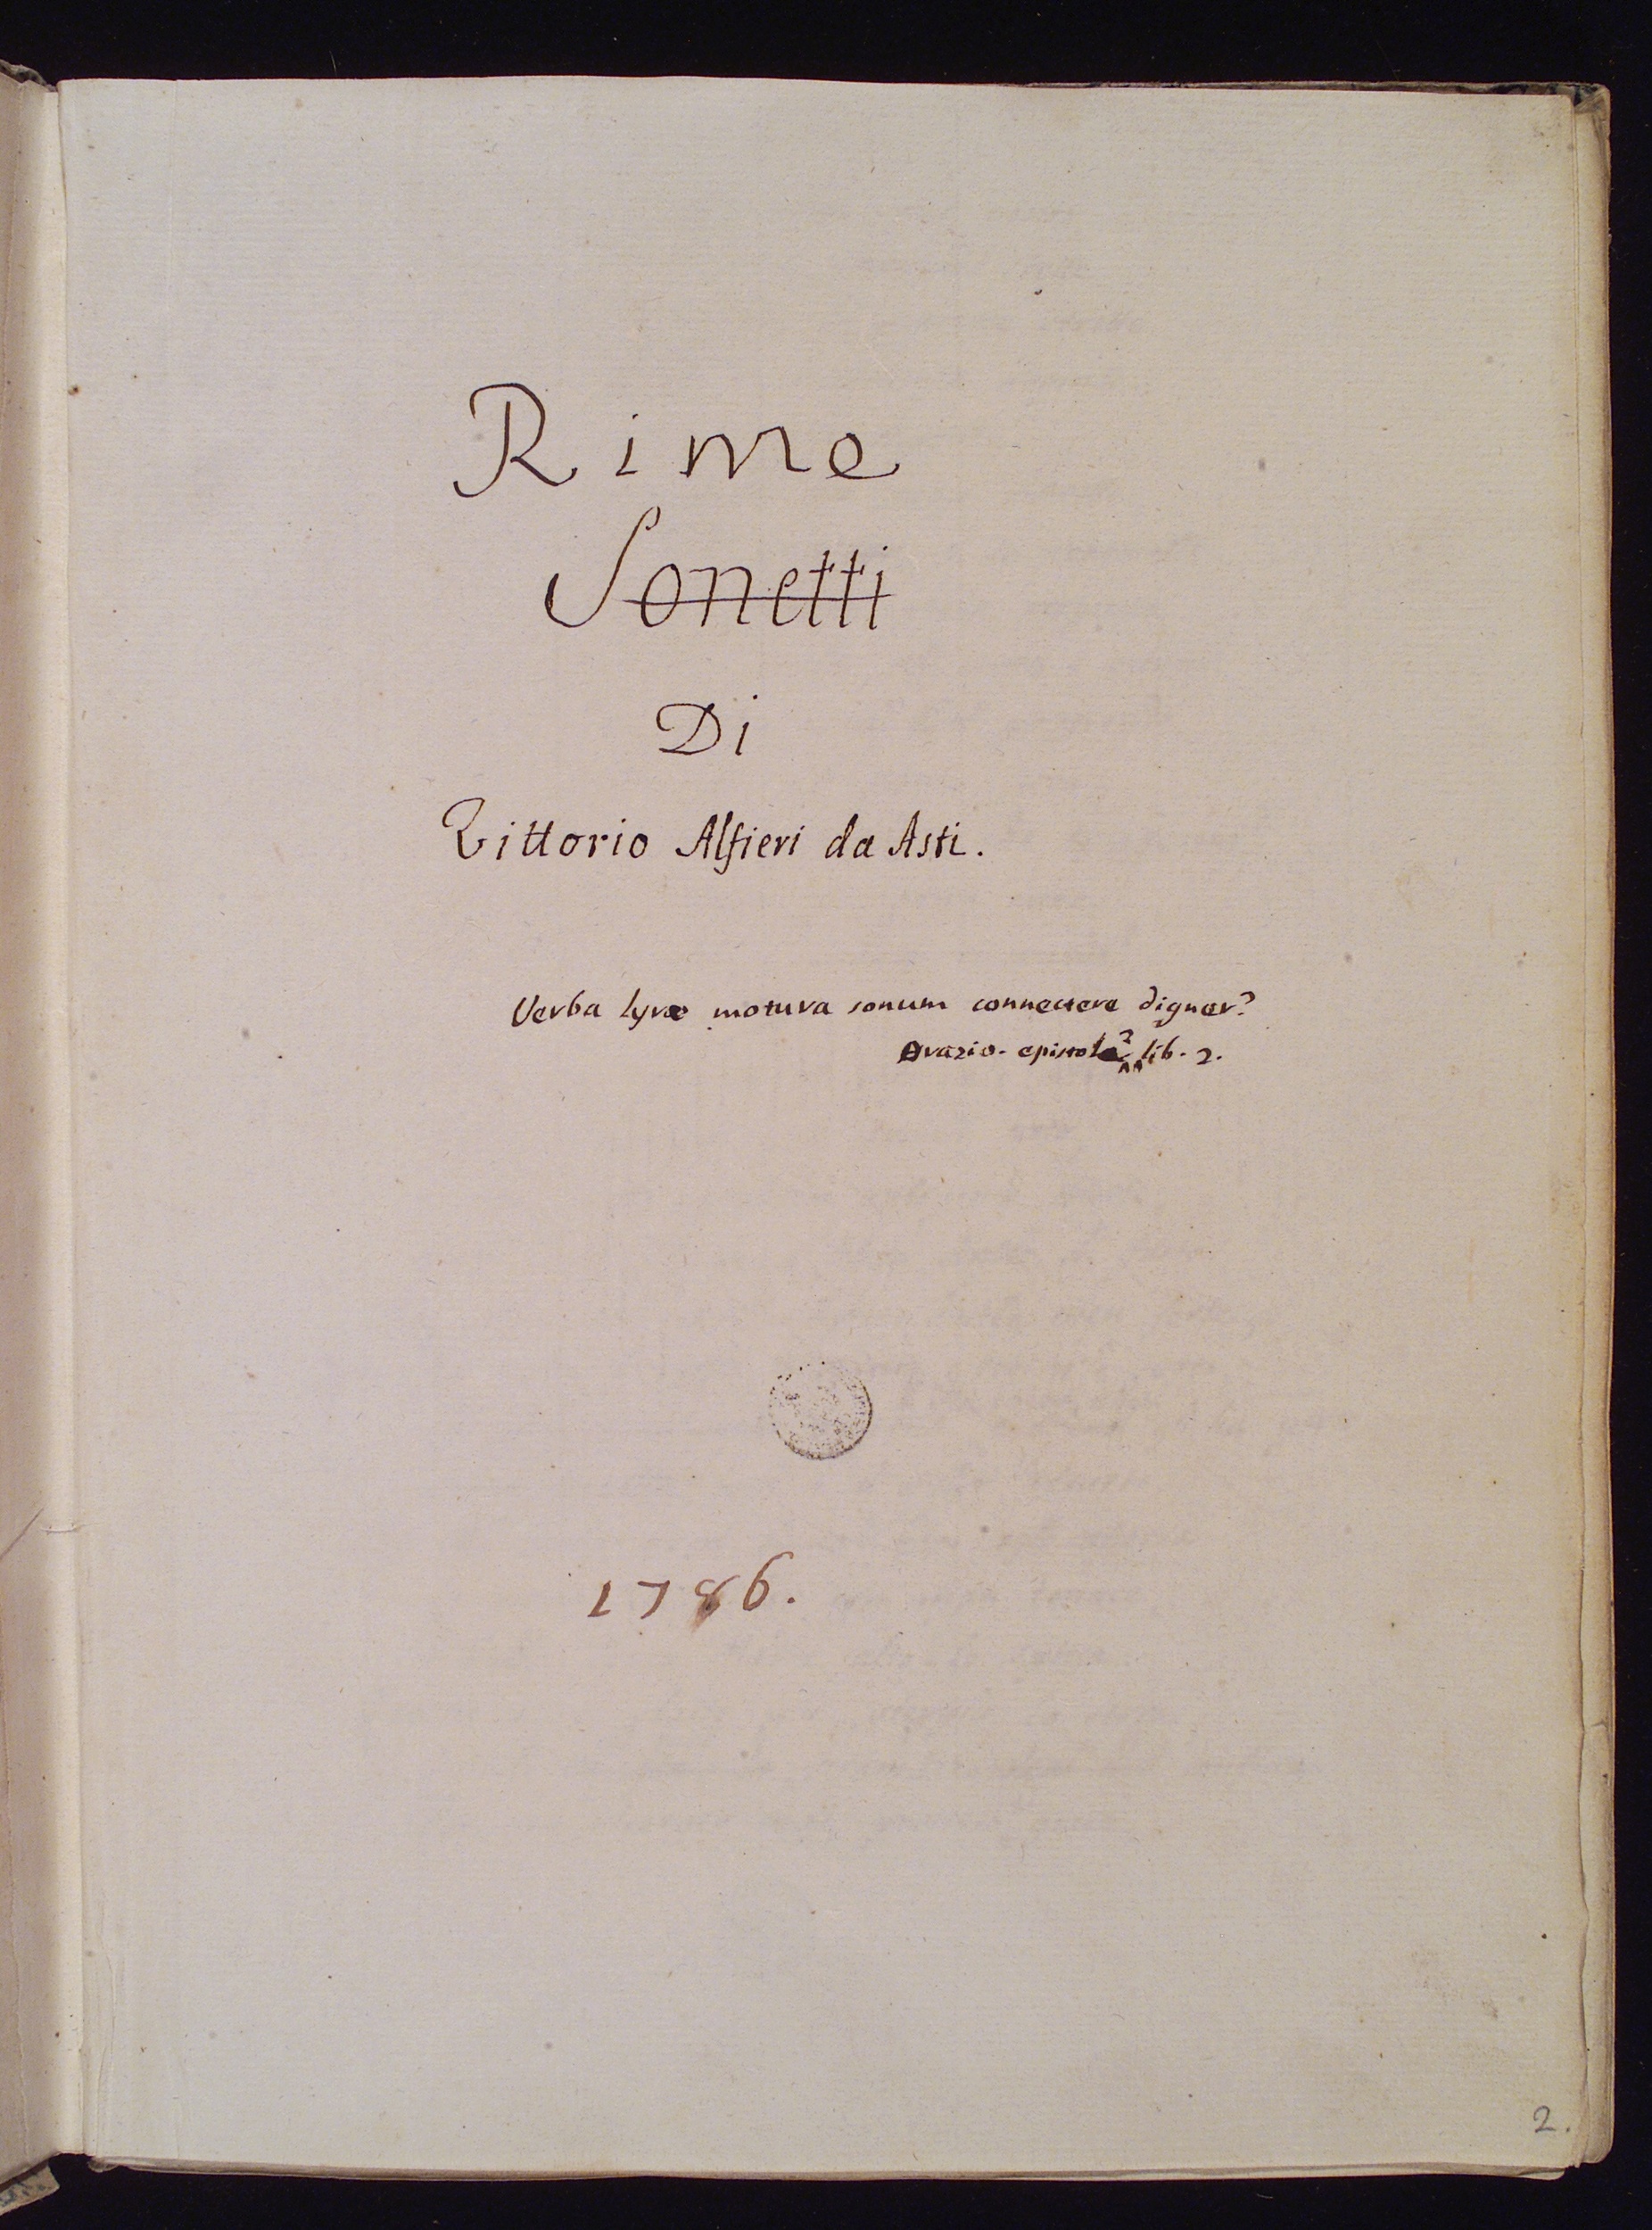 Rime
Sonetti
Di
Vittorio Alfieri da Asti.
Verba lyræ motura sonum connectere digner?
Orazio. epistola 2 lib. 2.
1786.
2.